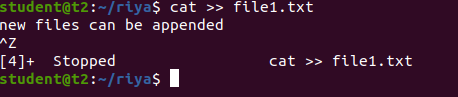 student@t2:~/riya$ cat >> file1.txt
new files can be appended
^Z
[4]+  Stopped                 cat >> file1.txt
student@t2:~/riya$